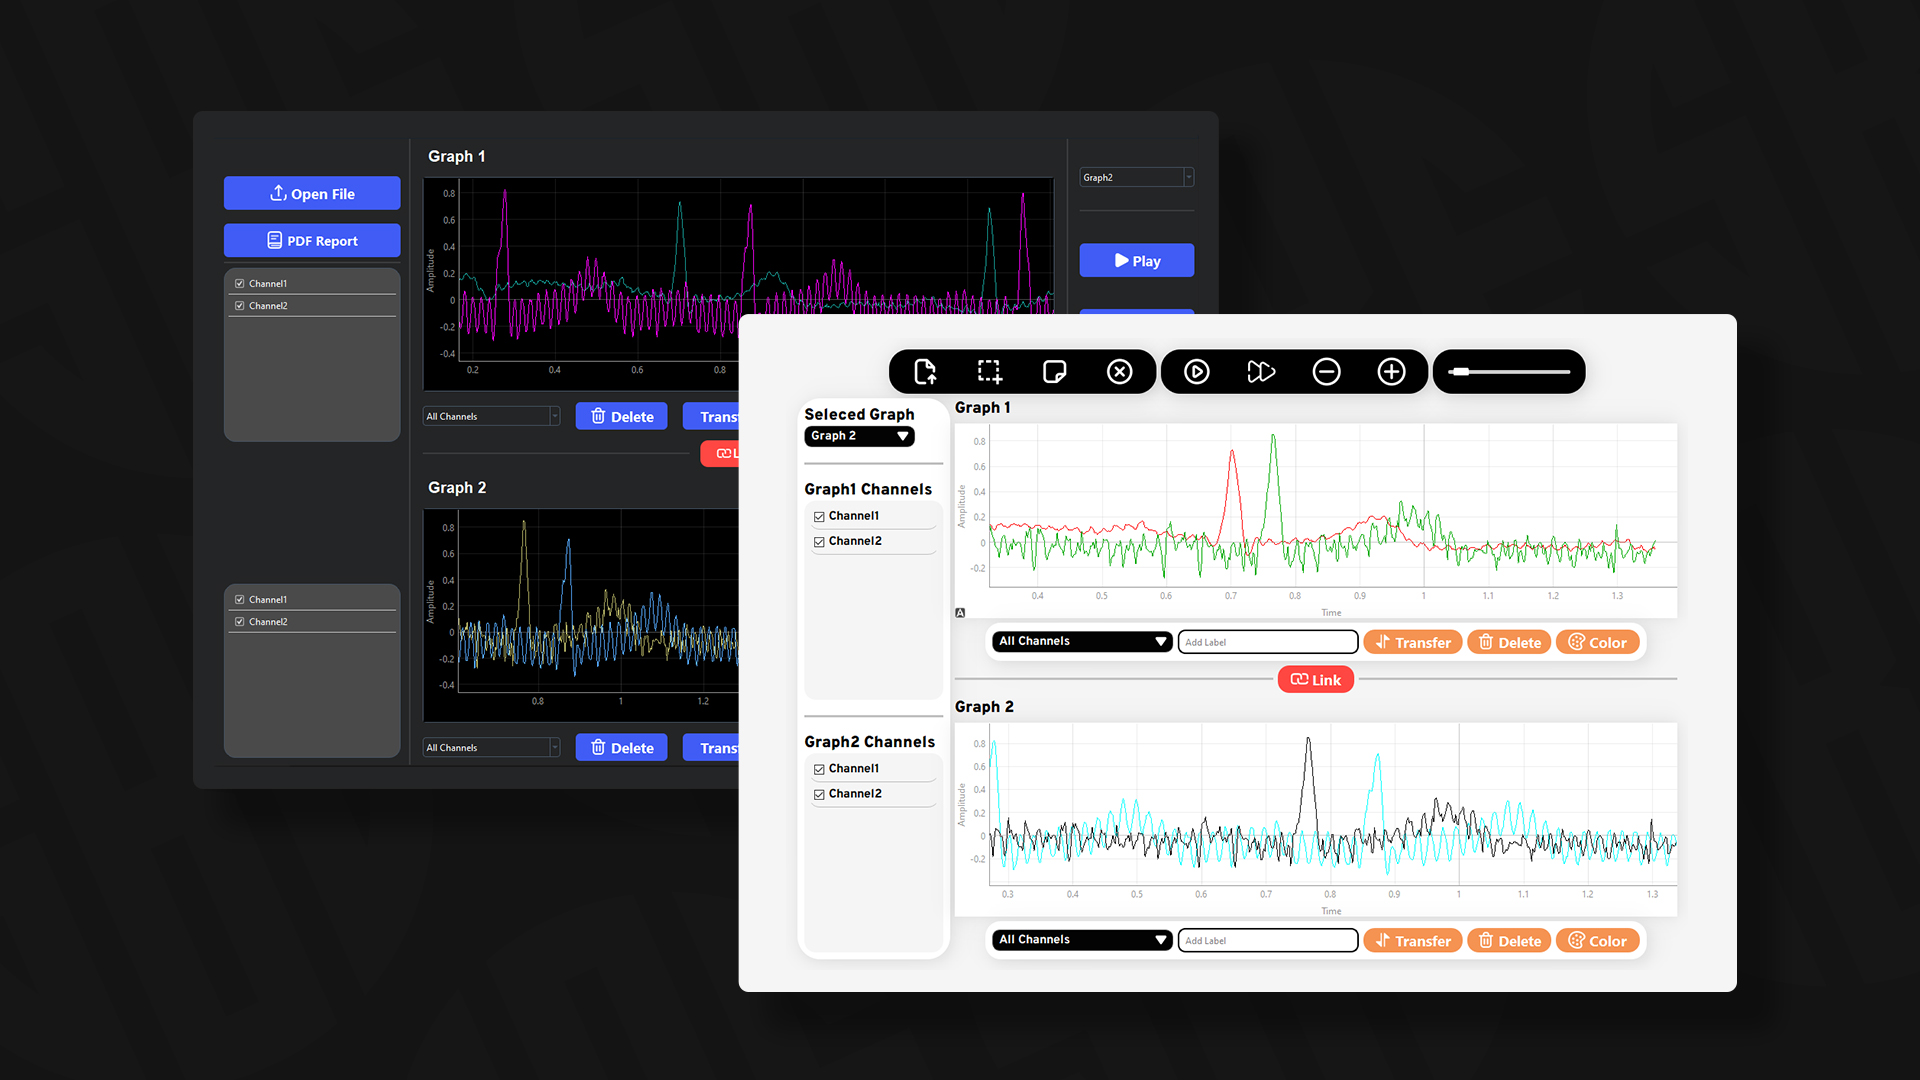 Open File
PDF Report
Channel1
Channel2
Channel1
Channel2
Graph 1
Amplitude
0.8
0.6
0.4
0.2
0
-0.2
-0.4
0.2 0.4 0.6 0.8
All Channels Delete Transf
L
Graph 2
Amplitude
0.8
0.6
0.4
0.2
0
-0.2
-0.4
0.8 1 1.2
All Channels Delete Transf
Graph2
Play
Seleced Graph
Graph 2
Graph1 Channels
Channel1
Channel2
Graph2 Channels
Channel1
Channel2
Graph 1
Amplitude
0.8
0.6
0.4
0.2
0
-0.2
0.4 0.5 0.6 0.7 0.8 0.9 1 1.1 1.2 1.3
Time
A
All Channels Add Label Transfer Delete Color
Link
Graph 2
Amplitude
0.8
0.6
0.4
0.2
0
-0.2
0.3 0.4 0.5 0.6 0.7 0.8 0.9 1 1.1 1.2 1.3
Time
All Channels Add Label Transfer Delete Color